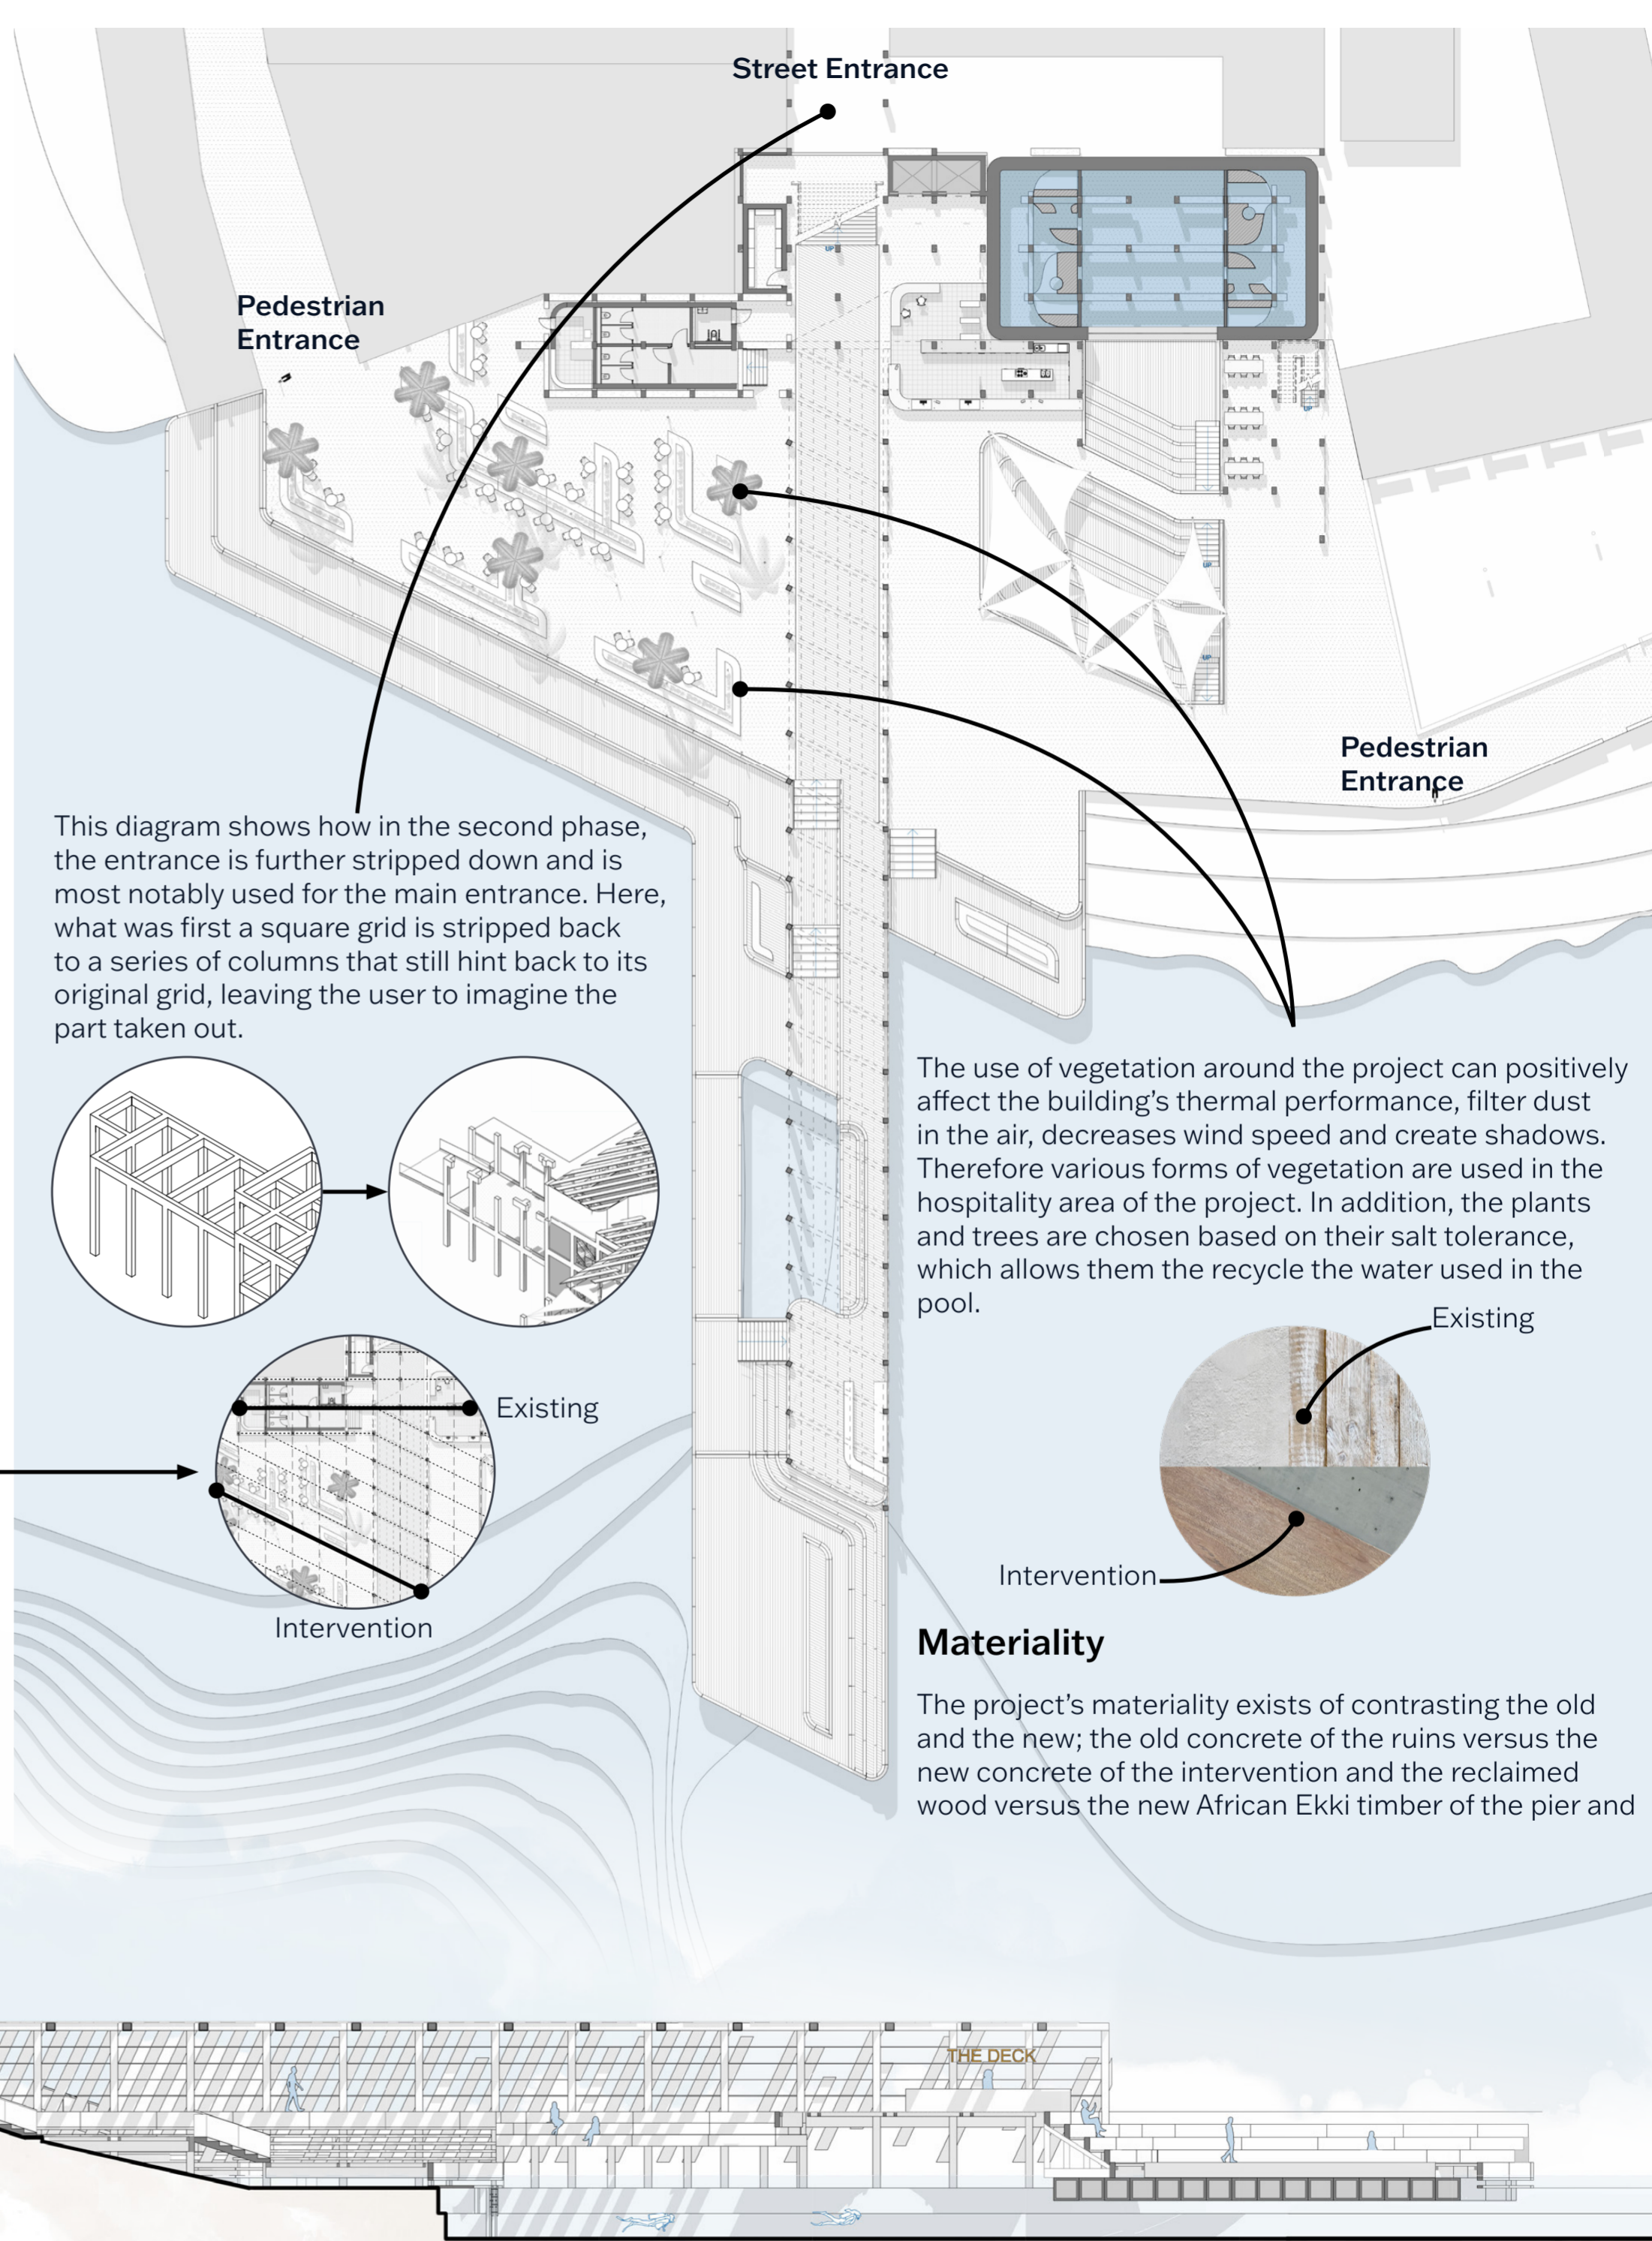 Street Entrance
UP
Pedestrian
Entrance
UP
UP
UP
Pedestrian
Entrance
This diagram shows how in the second phase,
the entrance is further stripped down and is
most notably used for the main entrance. Here,
what was first a square grid is stripped back
to a series of columns that still hint back to its
original grid, leaving the user to imagine the
part taken out.
The use of vegetation around the project can positively
affect the building’s thermal performance, filter dust
in the air, decreases wind speed and create shadows.
Therefore various forms of vegetation are used in the
hospitality area of the project. In addition, the plants
and trees are chosen based on their salt tolerance,
which allows them the recycle the water used in the
pool.
Existing
Existing
Intervention
Intervention
Materiality
The project’s materiality exists of contrasting the old
and the new; the old concrete of the ruins versus the
new concrete of the intervention and the reclaimed
wood versus the new African Ekki timber of the pier and
THE DECK